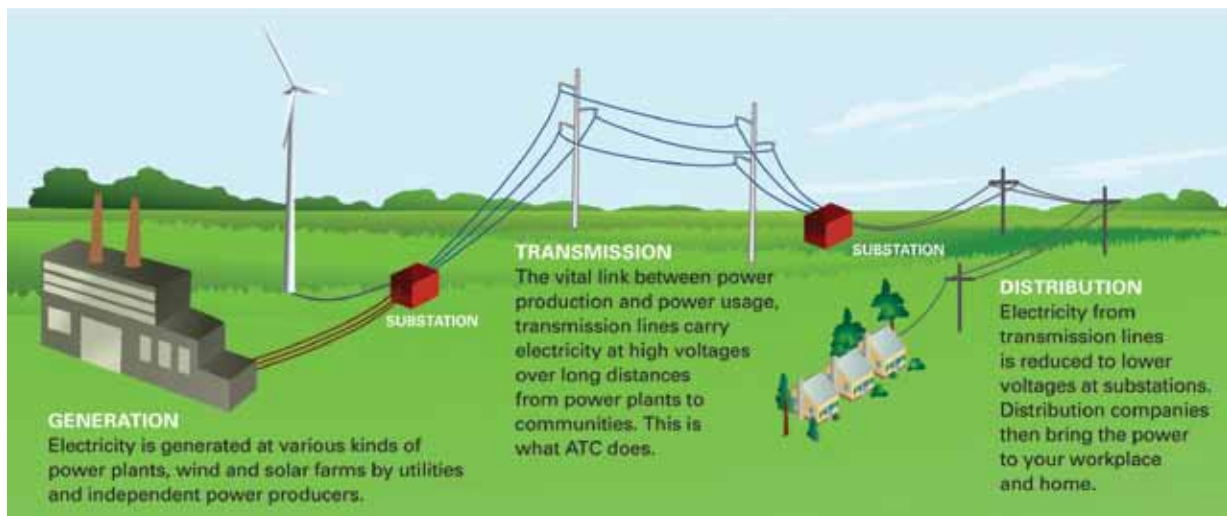 GENERATION
Electricity is generated at various kinds of
power plants, wind and solar farms by utilities
and independent power producers.
SUBSTATION
TRANSMISSION
The vital link between power
production and power usage,
transmission lines carry
electricity at high voltages
over long distances
from power plants to
communities. This is
what ATC does.
SUBSTATION
DISTRIBUTION
Electricity from
transmission lines
is reduced to lower
voltages at substations.
Distribution companies
then bring the power
to your workplace
and home.